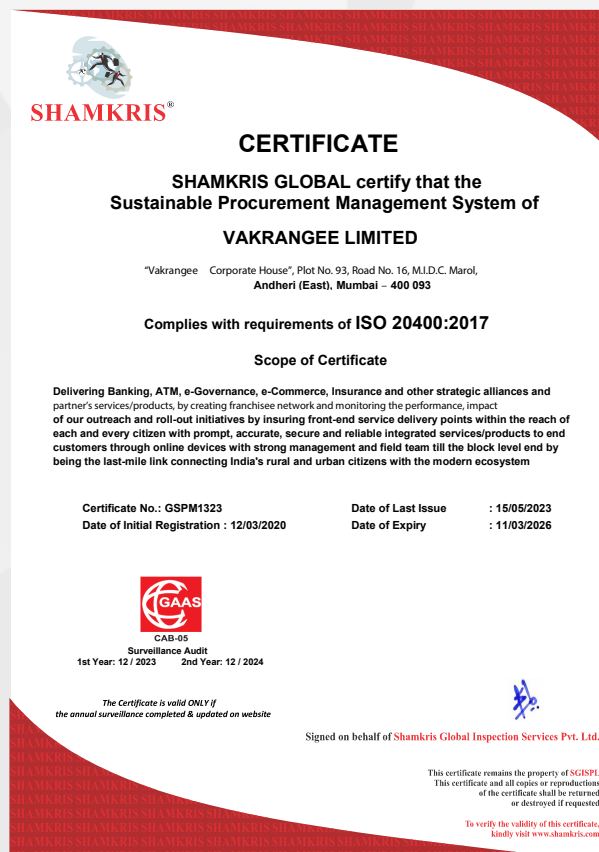 SHAMKRIS®
CERTIFICATE
SHAMKRIS GLOBAL certify that the
Sustainable Procurement Management System of
VAKRANGEE LIMITED
“Vakrangee Corporate House”, Plot No. 93, Road No. 16, M.I.D.C. Marol,
Andheri (East), Mumbai – 400 093
Complies with requirements of ISO 20400:2017
Scope of Certificate
Delivering Banking, ATM, e-Governance, e-Commerce, Insurance and other strategic alliances and
partner's services/products, by creating franchisee network and monitoring the performance, impact
of our outreach and roll-out initiatives by insuring front-end service delivery points within the reach of
each and every citizen with prompt, accurate, secure and reliable integrated services/products to end
customers through online devices with strong management and field team till the block level end by
being the last-mile link connecting India's rural and urban citizens with the modern ecosystem
Certificate No.: GSPM1323 Date of Last Issue : 15/05/2023
Date of Initial Registration : 12/03/2020 Date of Expiry : 11/03/2026
GAAS
CAB-05
Surveillance Audit
1st Year: 12 / 2023 2nd Year: 12 / 2024
The Certificate is valid ONLY if
the annual surveillance completed & updated on website
Signed on behalf of Shamkris Global Inspection Services Pvt. Ltd.
This certificate remains the property of SGISPL
This certificate and all copies or reproductions
of the certificate shall be returned
or destroyed if requested
To verify the validity of this certificate,
kindly visit www.shamkris.com